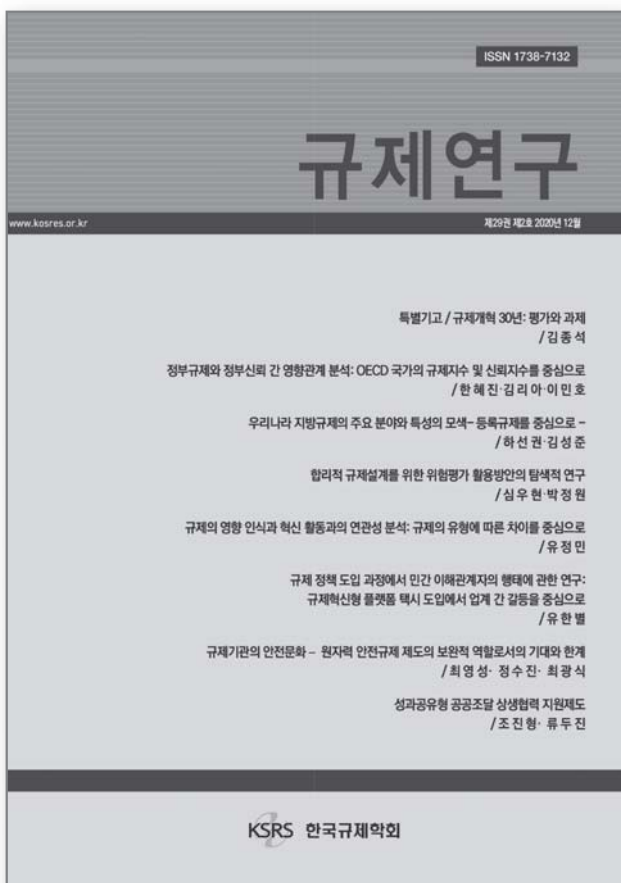 ISSN 1738-7132
규제연구
www.kosres.or.kr
제29권 제2호 2020년 12월
특별기고 / 규제개혁 30년: 평가와 과제
/ 김종석
정부규제와 정부신뢰 간 영향관계 분석: OECD 국가의 규제지수 및 신뢰지수를 중심으로
/ 한혜진·김리아·이민호
우리나라 지방규제의 주요 분야와 특성의 모색- 등록규제를 중심으로 -
/ 하선권·김성준
합리적 규제설계를 위한 위험평가 활용방안의 탐색적 연구
/ 심우현·박정원
규제의 영향 인식과 혁신 활동과의 연관성 분석: 규제의 유형에 따른 차이를 중심으로
/ 유정민
규제 정책 도입 과정에서 민간 이해관계자의 행태에 관한 연구:
규제혁신형 플랫폼 택시 도입에서 업계 간 갈등을 중심으로
/ 유한별
규제기관의 안전문화 – 원자력 안전규제 제도의 보완적 역할로서의 기대와 한계
/ 최영성· 정수진· 최광식
성과공유형 공공조달 상생협력 지원제도
/ 조진형· 류두진
KSRS 한국규제학회